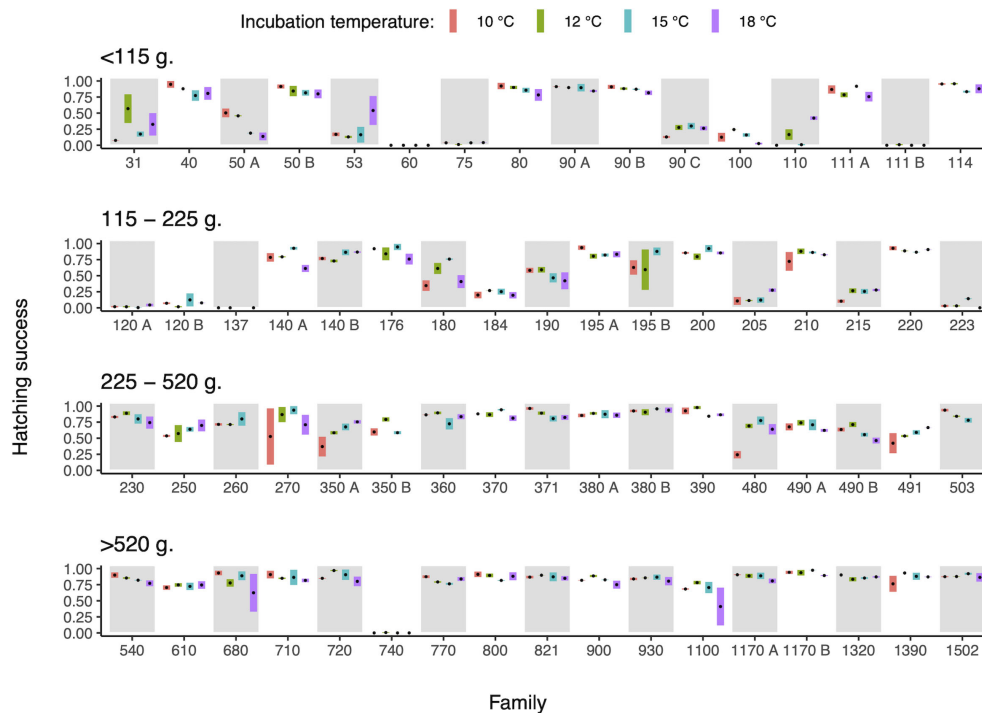 Incubation temperature: 10 °C 12 °C 15 °C 18 °C
<115 g.
1.00
0.75
0.50
0.25
0.00
31 40 50 A 50 B 53 60 75 80 90 A 90 B 90 C 100 110 111 A 111 B 114
115 – 225 g.
1.00
0.75
0.50
0.25
0.00
120 A 120 B 137 140 A 140 B 176 180 184 190 195 A 195 B 200 205 210 215 220 223
Hatching success
225 – 520 g.
1.00
0.75
0.50
0.25
0.00
230 250 260 270 350 A 350 B 360 370 371 380 A 380 B 390 480 490 A 490 B 491 503
>520 g.
1.00
0.75
0.50
0.25
0.00
540 610 680 710 720 740 770 800 821 900 930 1100 1170 A 1170 B 1320 1390 1502
Family